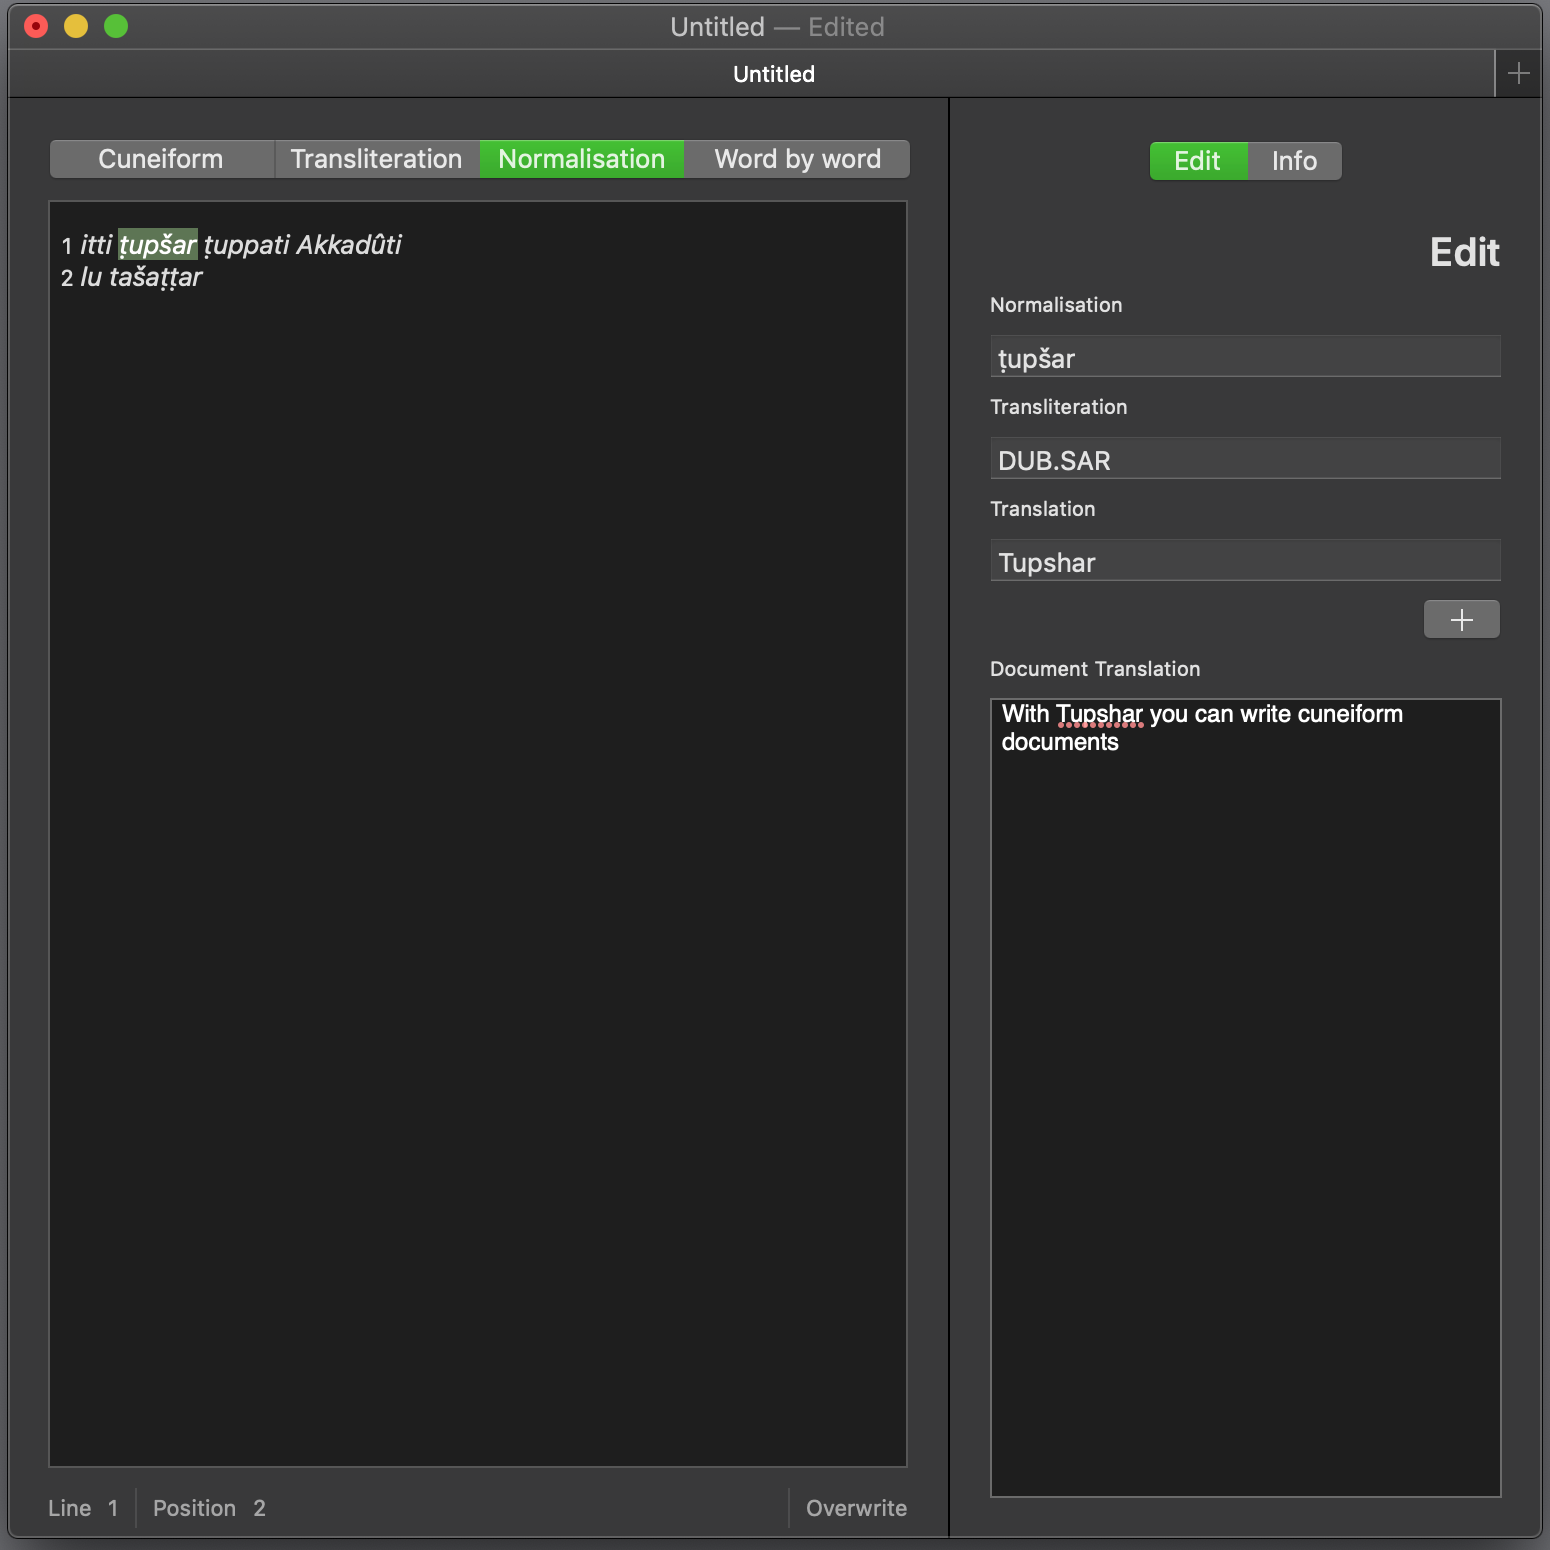 Untitled — Edited
Untitled
Cuneiform Transliteration Normalisation Word by word
1 itti ṭupšar ṭuppati Akkadûti
2 lu tašaṭṭar
Line 1 Position 2 Overwrite
Edit Info
Edit
Normalisation
ṭupšar
Transliteration
DUB.SAR
Translation
Tupshar
Document Translation
With Tupshar you can write cuneiform
documents